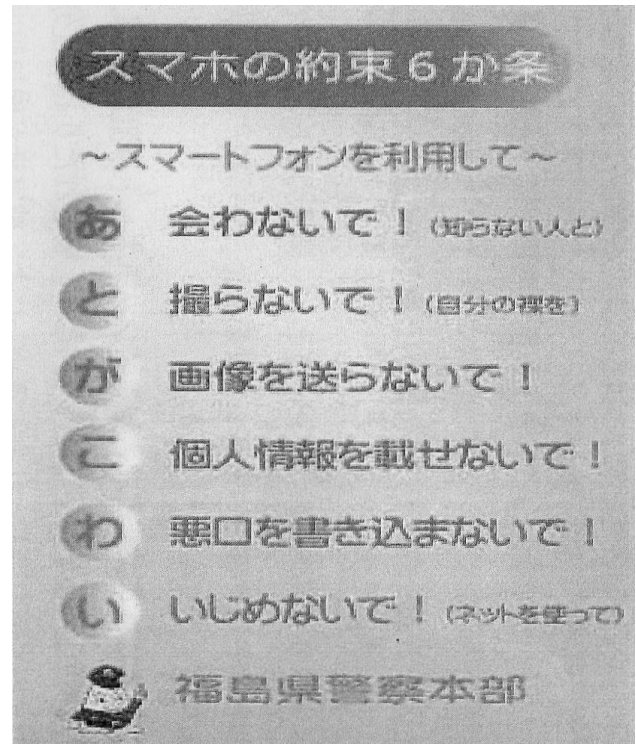 スマホの約束6か条
～スマートフォンを利用して～
あ 会わないで！(知らない人と)
と 撮らないで！(自分の裸を)
が 画像を送らないで！
こ 個人情報を載せないで！
わ 悪口を書き込まないで！
い いじめないで！(ネットを使って)
福島県警察本部